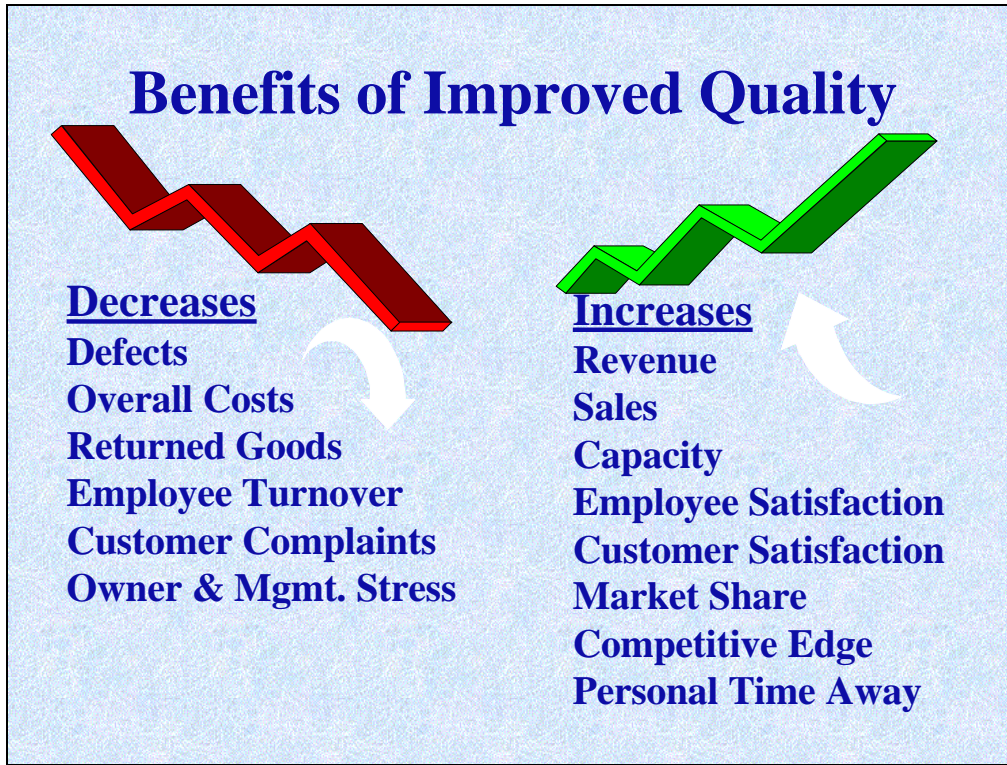 Benefits of Improved Quality
Decreases
Defects
Overall Costs
Returned Goods
Employee Turnover
Customer Complaints
Owner & Mgmt. Stress
Increases
Revenue
Sales
Capacity
Employee Satisfaction
Customer Satisfaction
Market Share
Competitive Edge
Personal Time Away